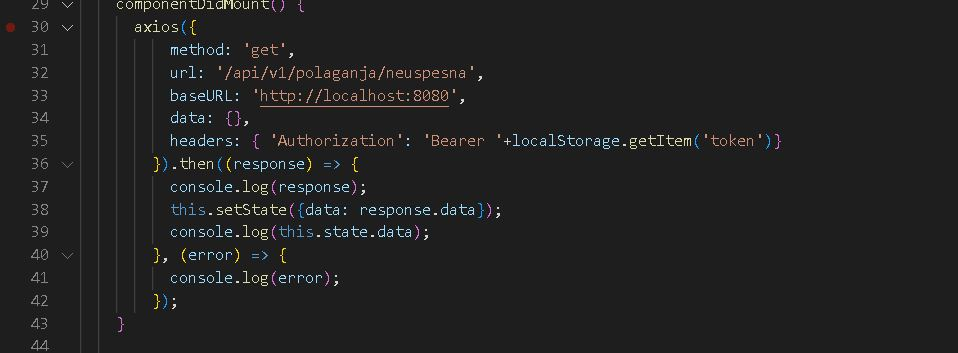 29 componentDidMount() {
30 axios({
31 method: 'get',
32 url: '/api/v1/polaganja/neuspesna',
33 baseURL: 'http://localhost:8080',
34 data: {},
35 headers: { 'Authorization': 'Bearer '+localStorage.getItem('token')}
36 }).then((response) => {
37 console.log(response);
38 this.setState({data: response.data});
39 console.log(this.state.data);
40 }, (error) => {
41 console.log(error);
42 });
43 }
44